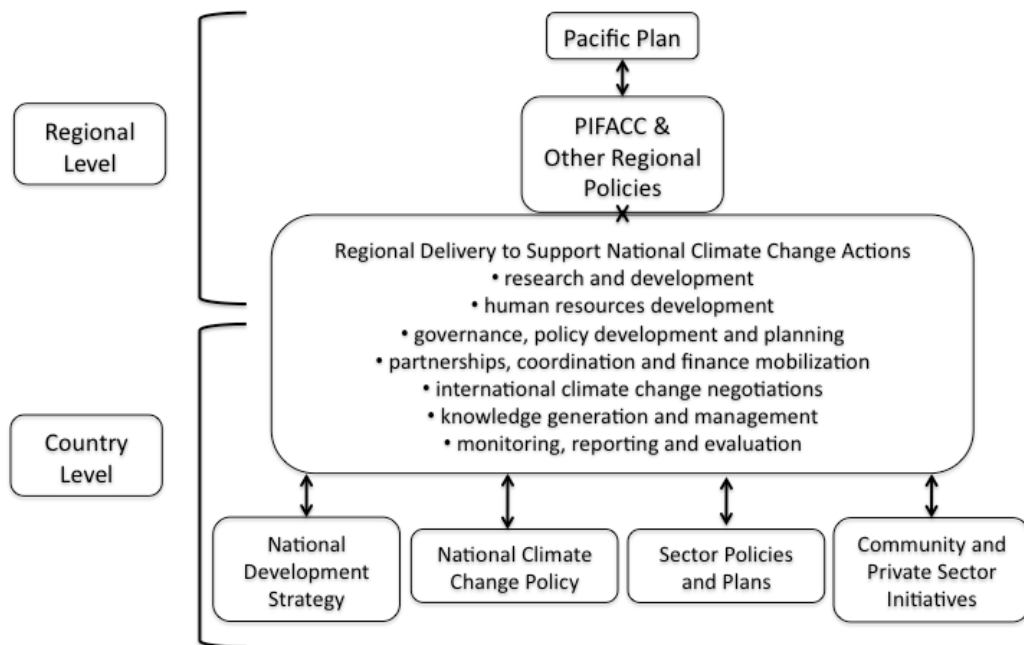 Pacific Plan
Regional
Level
PIFACC &
Other Regional
Policies
Regional Delivery to Support National Climate Change Actions
• research and development
• human resources development
• governance, policy development and planning
• partnerships, coordination and finance mobilization
• international climate change negotiations
• knowledge generation and management
• monitoring, reporting and evaluation
Country
Level
National
Development
Strategy
National Climate
Change Policy
Sector Policies
and Plans
Community and
Private Sector
Initiatives